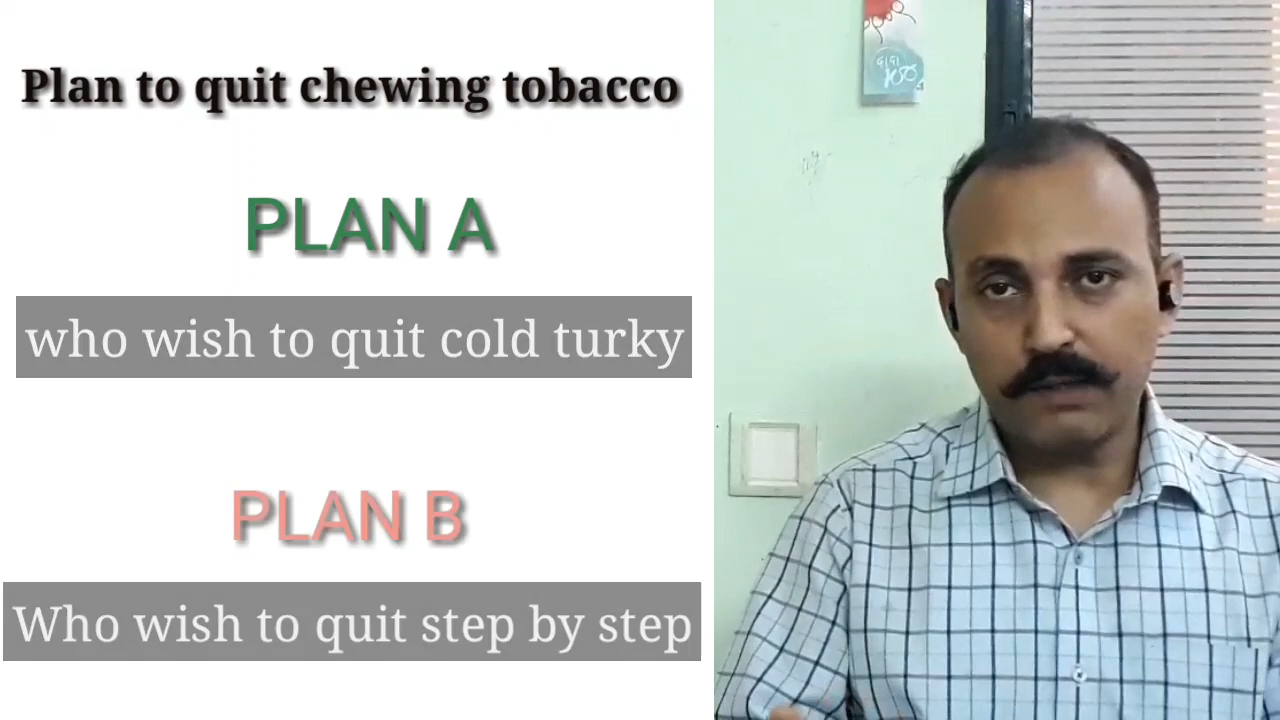 Plan to quit chewing tobacco
PLAN A
who wish to quit cold turky
PLAN B
Who wish to quit step by step